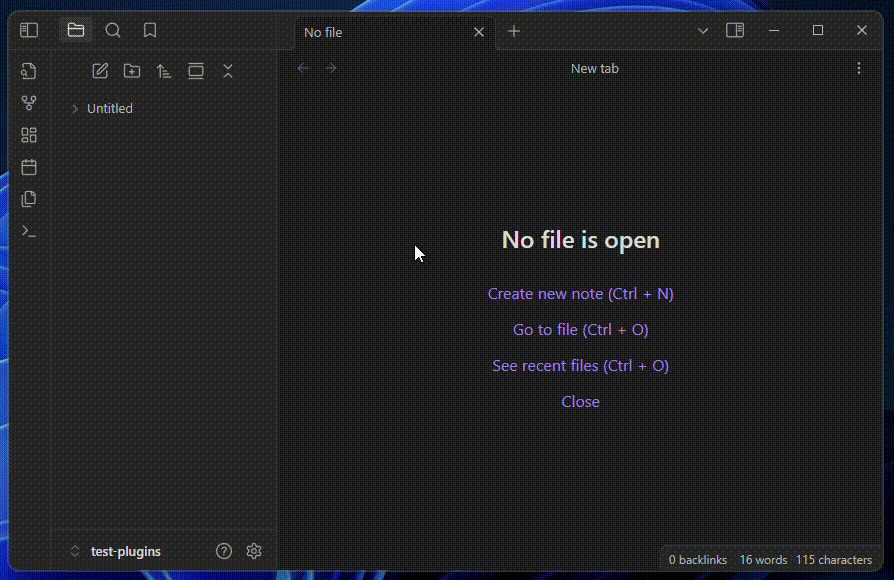 No file
New tab
Untitled
No file is open
Create new note (Ctrl + N)
Go to file (Ctrl + O)
See recent files (Ctrl + O)
Close
test-plugins
0 backlinks 16 words 115 characters